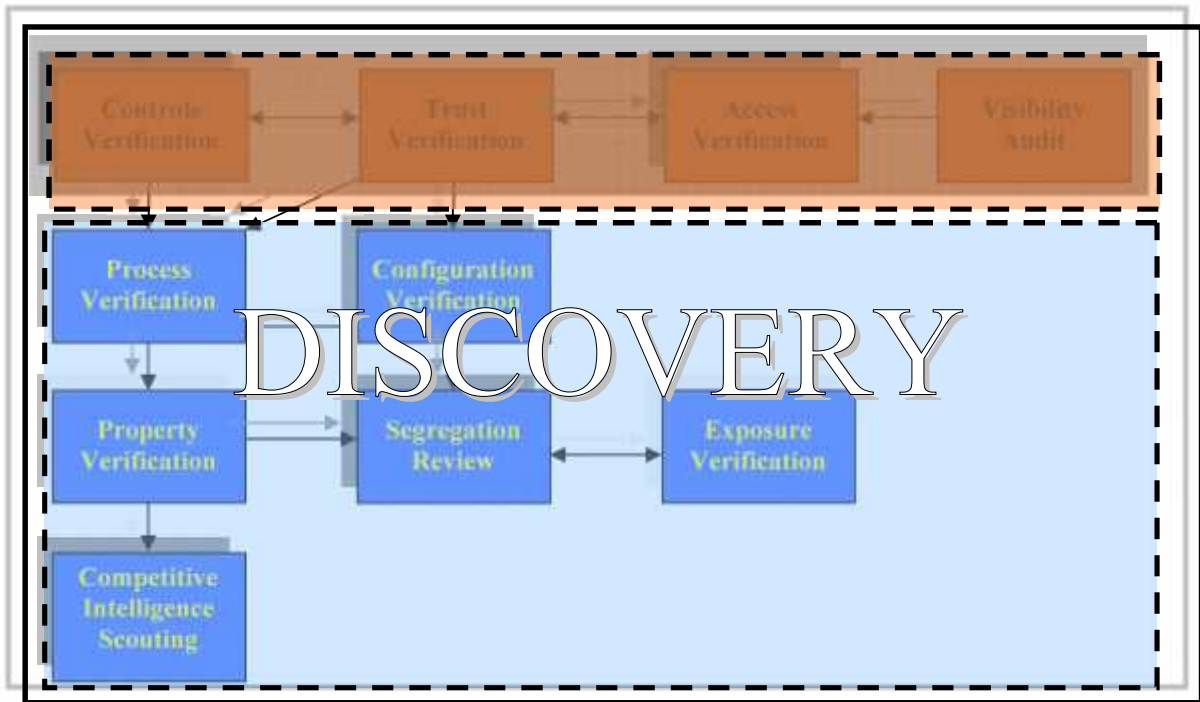 Controls
Verification
Trust
Verification
Access
Verification
Visibility
Audit
Process
Verification
Configuration
Verification
DISCOVERY
Property
Verification
Segregation
Review
Exposure
Verification
Competitive
Intelligence
Scouting